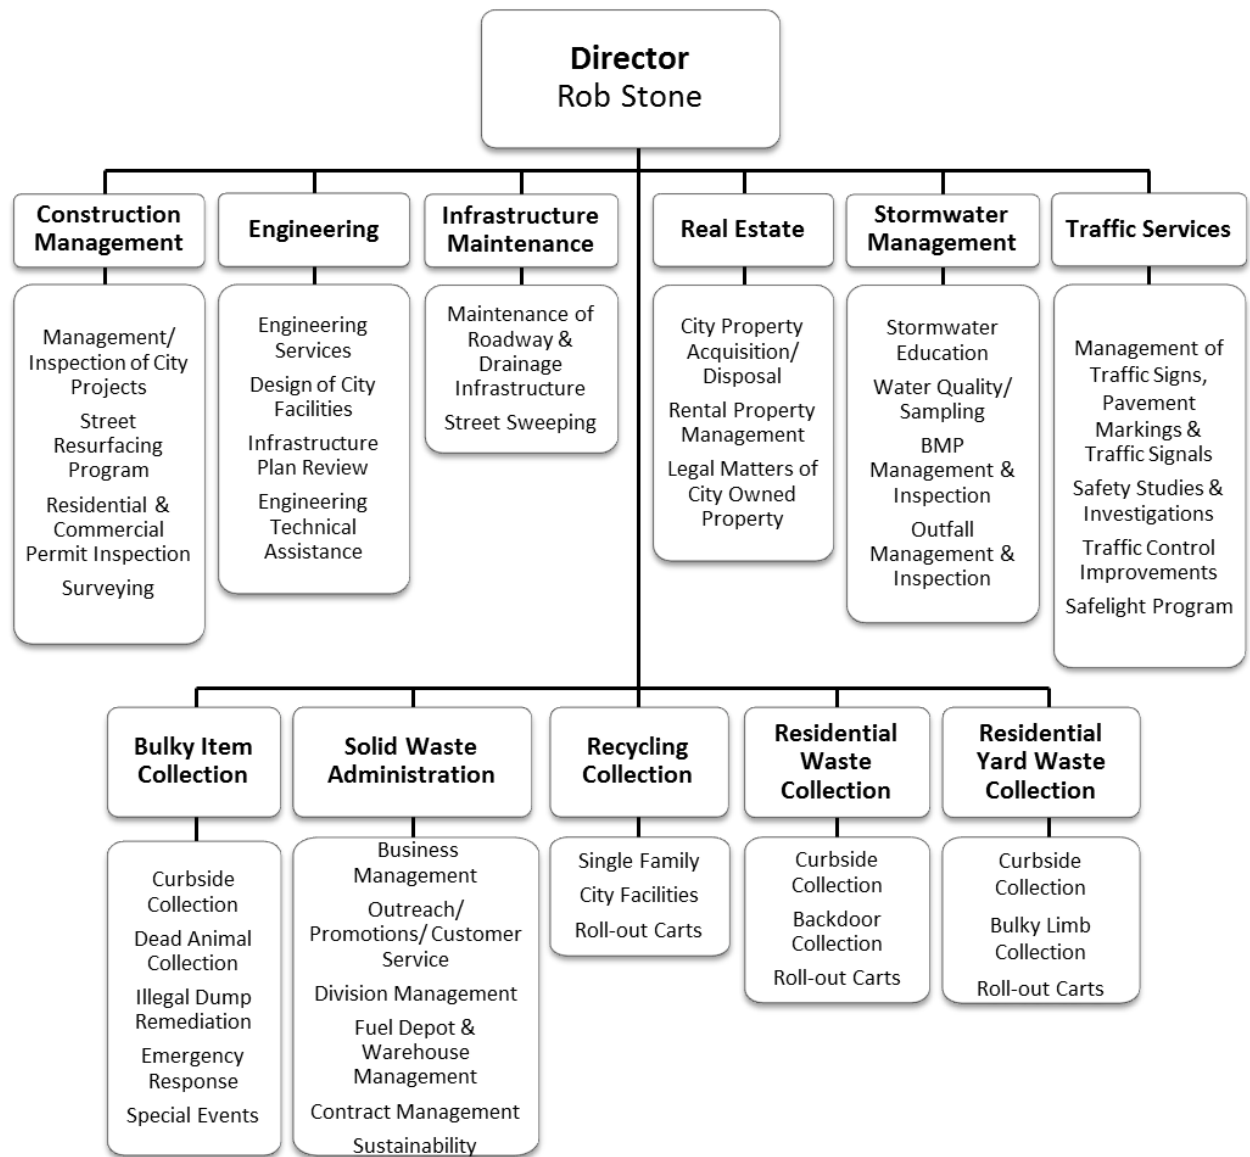 Director
Rob Stone
Construction
Management
Engineering
Infrastructure
Maintenance
Real Estate
Stormwater
Management
Traffic Services
Management/
Inspection of City
Projects
Street
Resurfacing
Program
Residential &
Commercial
Permit Inspection
Surveying
Engineering
Services
Design of City
Facilities
Infrastructure
Plan Review
Engineering
Technical
Assistance
Maintenance of
Roadway &
Drainage
Infrastructure
Street Sweeping
City Property
Acquisition/
Disposal
Rental Property
Management
Legal Matters of
City Owned
Property
Stormwater
Education
Water Quality/
Sampling
BMP
Management &
Inspection
Outfall
Management &
Inspection
Management of
Traffic Signs,
Pavement
Markings &
Traffic Signals
Safety Studies &
Investigations
Traffic Control
Improvements
Safelight Program
Bulky Item
Collection
Solid Waste
Administration
Recycling
Collection
Residential
Waste
Collection
Residential
Yard Waste
Collection
Curbside
Collection
Dead Animal
Collection
Illegal Dump
Remediation
Emergency
Response
Special Events
Business
Management
Outreach/
Promotions/ Customer
Service
Division Management
Fuel Depot &
Warehouse
Management
Contract Management
Sustainability
Single Family
City Facilities
Roll-out Carts
Curbside
Collection
Backdoor
Collection
Roll-out Carts
Curbside
Collection
Bulky Limb
Collection
Roll-out Carts